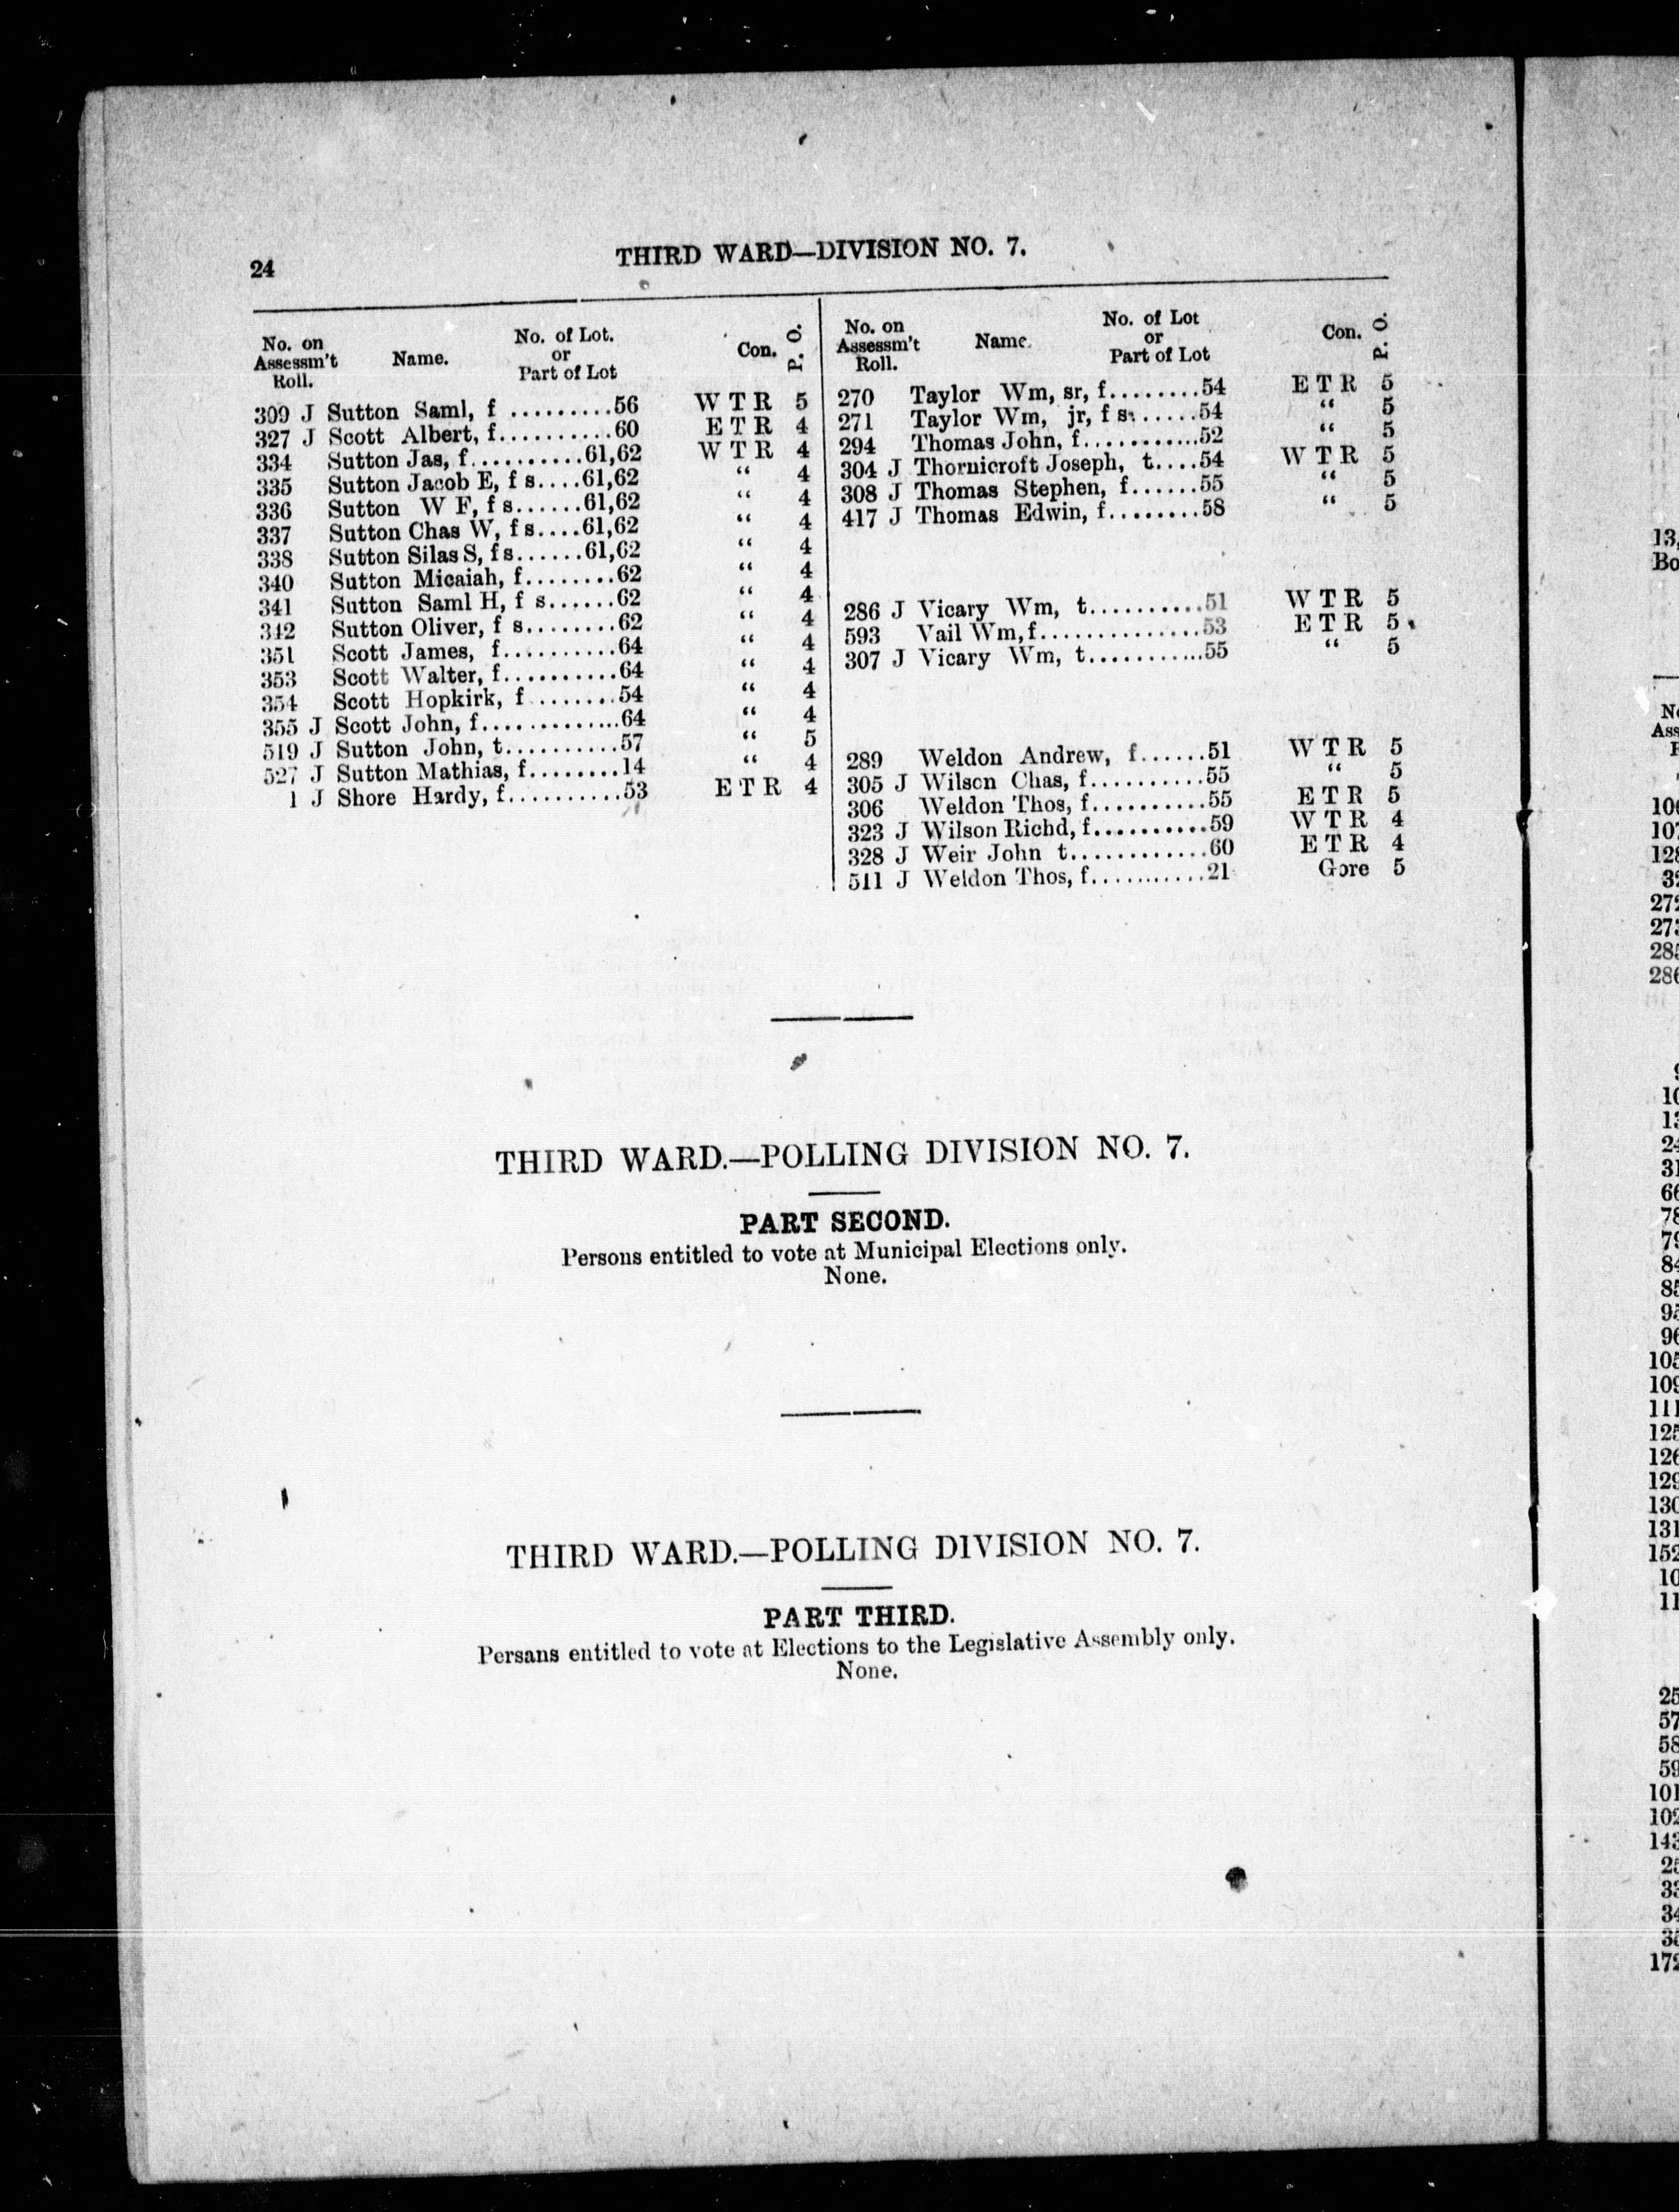 24
THIRD WARD—DIVISION NO. 7.
No. on Assessm't Roll. Name. No. of Lot. or Part of Lot Con. P. O.
309 J Sutton Saml, f .........56 W T R 5
327 J Scott Albert, f..........60 E T R 4
334 Sutton Jas, f..........61,62 W T R 4
335 Sutton Jacob E, f s....61,62 “ 4
336 Sutton W F, f s......61,62 “ 4
337 Sutton Chas W, f s....61,62 “ 4
338 Sutton Silas S, f s......61,62 “ 4
340 Sutton Micaiah, f........62 “ 4
341 Sutton Saml H, f s......62 “ 4
342 Sutton Oliver, f s........62 “ 4
351 Scott James, f..........64 “ 4
353 Scott Walter, f..........64 “ 4
354 Scott Hopkirk, f ........54 “ 4
355 J Scott John, f.............64 “ 4
519 J Sutton John, t..........57 “ 5
527 J Sutton Mathias, f........14 “ 4
1 J Shore Hardy, f..........53 E T R 4
No. on Assessm't Roll. Name. No. of Lot or Part of Lot Con. P. O.
270 Taylor Wm, sr, f........54 E T R 5
271 Taylor Wm, jr, f s......54 “ 5
294 Thomas John, f...........52 “ 5
304 J Thornicroft Joseph, t....54 W T R 5
308 J Thomas Stephen, f......55 “ 5
417 J Thomas Edwin, f........58 “ 5
286 J Vicary Wm, t..........51 W T R 5
593 Vail Wm, f..............53 E T R 5
307 J Vicary Wm, t...........55 “ 5
289 Weldon Andrew, f......51 W T R 5
305 J Wilscn Chas, f..........55 “ 5
306 Weldon Thos, f..........55 E T R 5
323 J Wilson Richd, f..........59 W T R 4
328 J Weir John t............60 E T R 4
511 J Weldon Thos, f..........21 Gore 5
THIRD WARD.—POLLING DIVISION NO. 7.
PART SECOND.
Persons entitled to vote at Municipal Elections only.
None.
THIRD WARD.—POLLING DIVISION NO. 7.
PART THIRD.
Persans entitled to vote at Elections to the Legislative Assembly only.
None.